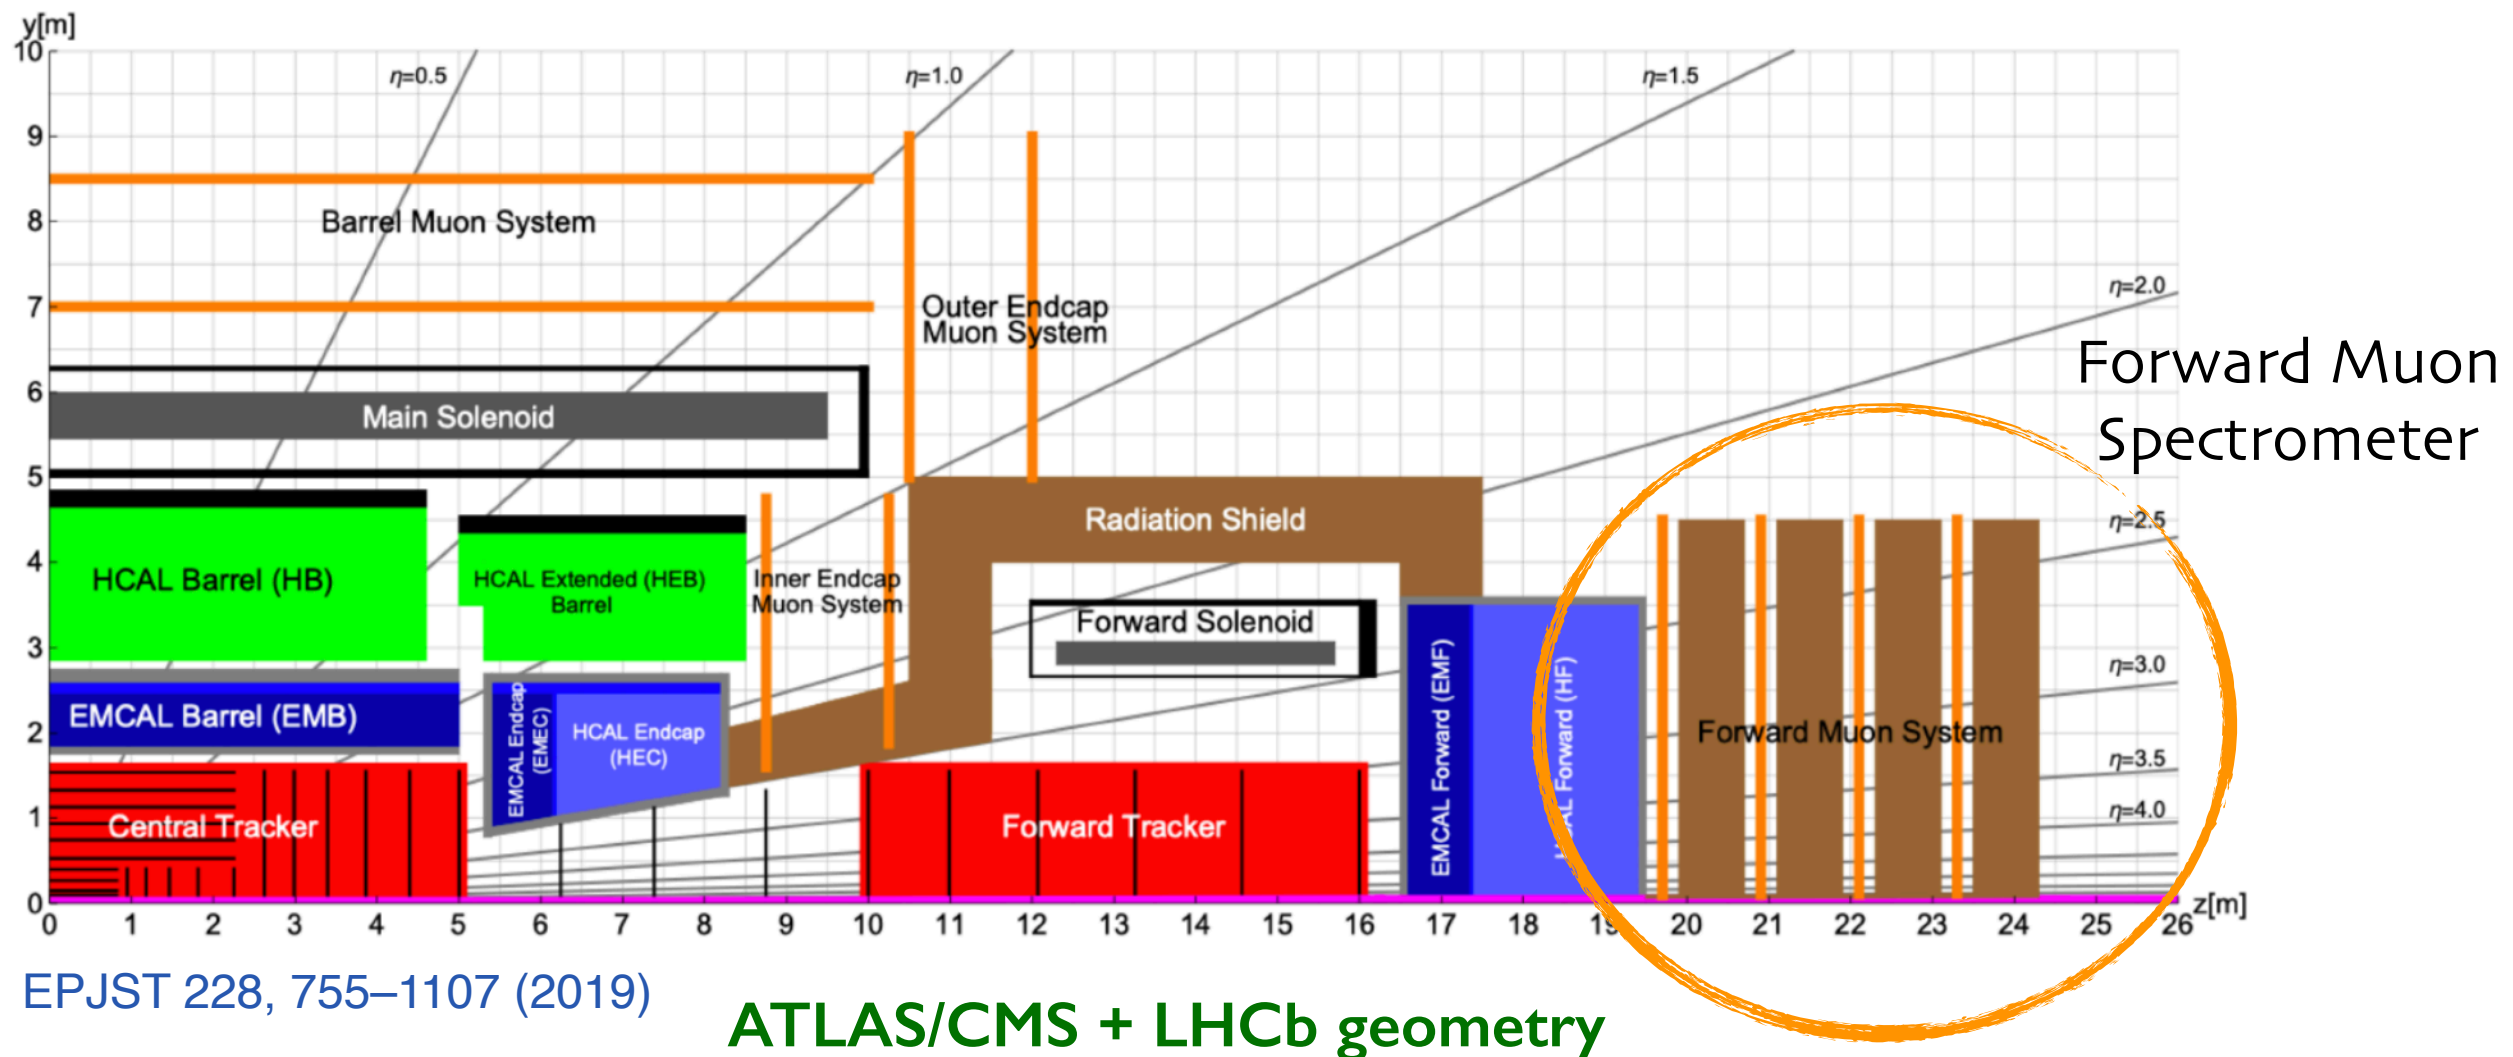 y[m]
10
9
8
7
6
5
4
3
2
1
0
η=0.5
η=1.0
η=1.5
η=2.0
η=2.5
η=3.0
η=3.5
η=4.0
Barrel Muon System
Outer Endcap
Muon System
Forward Muon
Spectrometer
Main Solenoid
Radiation Shield
HCAL Barrel (HB)
HCAL Extended (HEB)
Barrel
Inner Endcap
Muon System
Forward Solenoid
EMCAL Barrel (EMB)
EMCAL Endcap
(EMEC)
HCAL Endcap
(HEC)
EMCAL Forward (EMF)
HCAL Forward (HF)
Forward Muon System
Central Tracker
Forward Tracker
0 1 2 3 4 5 6 7 8 9 10 11 12 13 14 15 16 17 18 19 20 21 22 23 24 25 26
z[m]
EPJST 228, 755–1107 (2019)
ATLAS/CMS + LHCb geometry